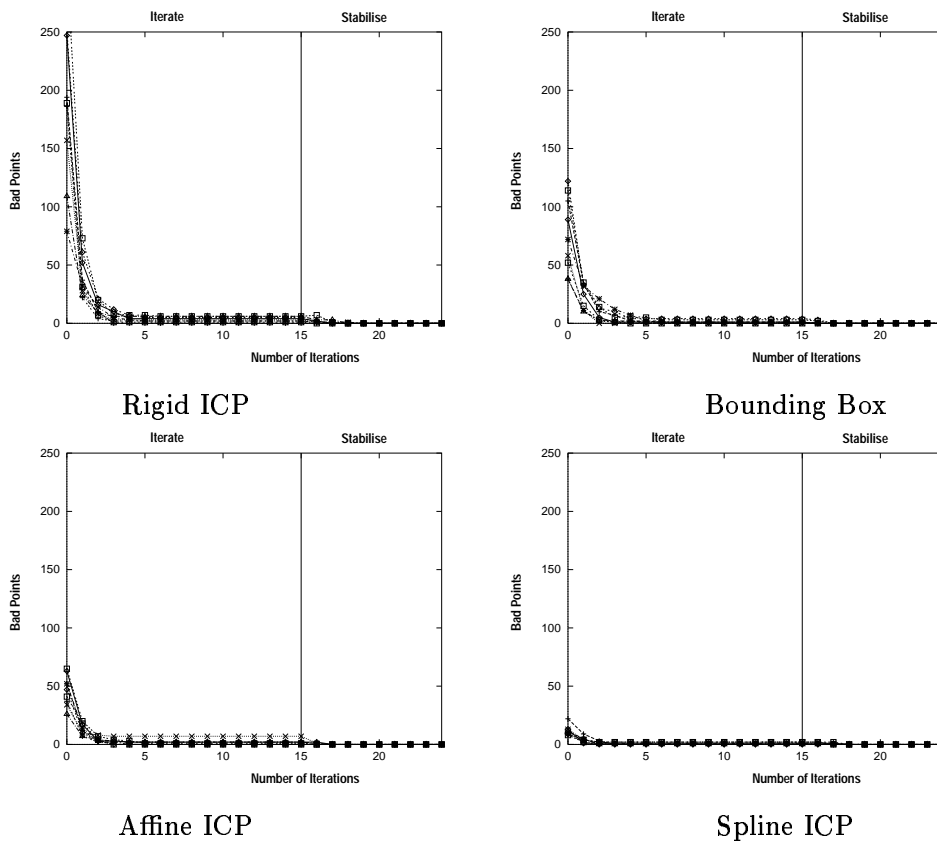 Iterate Stabilise
250
200
150
100
50
0
Bad Points
0 5 10 15 20
Number of Iterations
Rigid ICP
Iterate Stabilise
250
200
150
100
50
0
Bad Points
0 5 10 15 20
Number of Iterations
Bounding Box
Iterate Stabilise
250
200
150
100
50
0
Bad Points
0 5 10 15 20
Number of Iterations
Affine ICP
Iterate Stabilise
250
200
150
100
50
0
Bad Points
0 5 10 15 20
Number of Iterations
Spline ICP